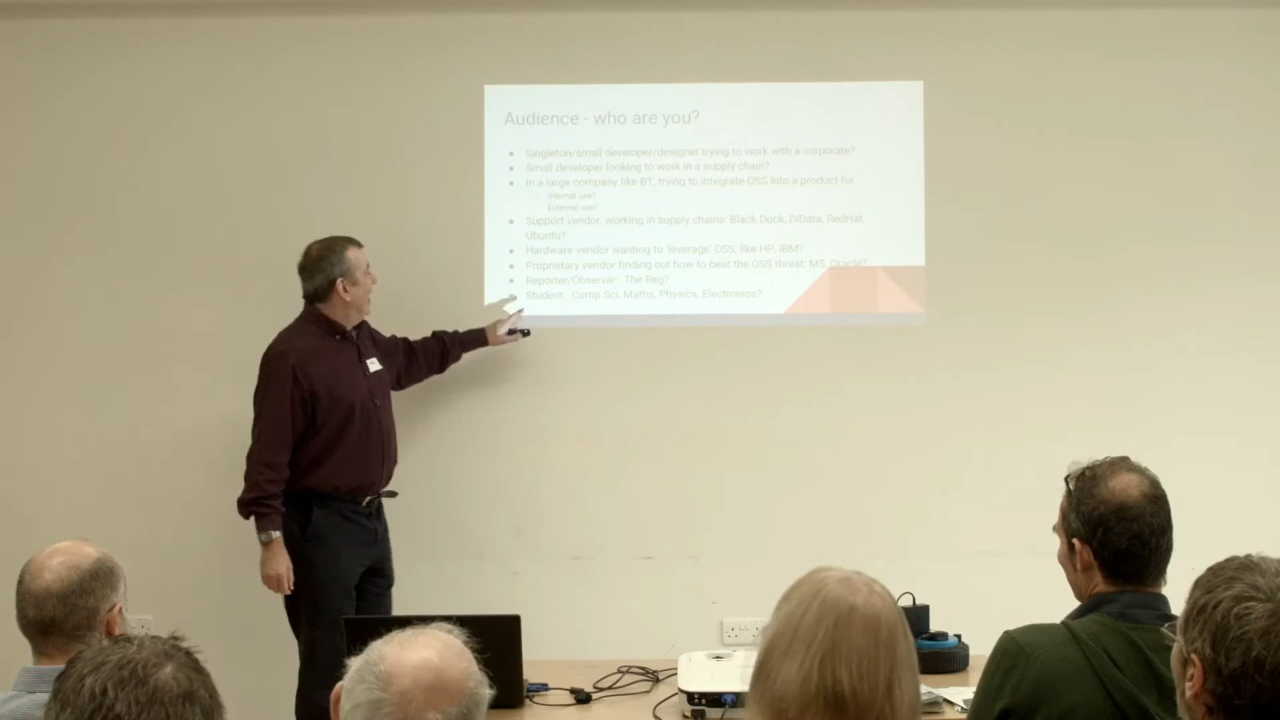 Audience - who are you?
Singleton/small developer/designer trying to work with a corporate?
Small developer looking to work in a supply chain?
In a large company like BT, trying to integrate OSS into a product for
Internal use?
External use?
Support vendor, working in supply chains: Black Duck, DiData, RedHat
Ubuntu?
Hardware vendor wanting to 'leverage' OSS, like HP, IBM?
Proprietary vendor finding out how to beat the OSS threat: MS, Oracle?
Reporter/Observer: The Reg?
Student: Comp Sci, Maths, Physics, Electronics?